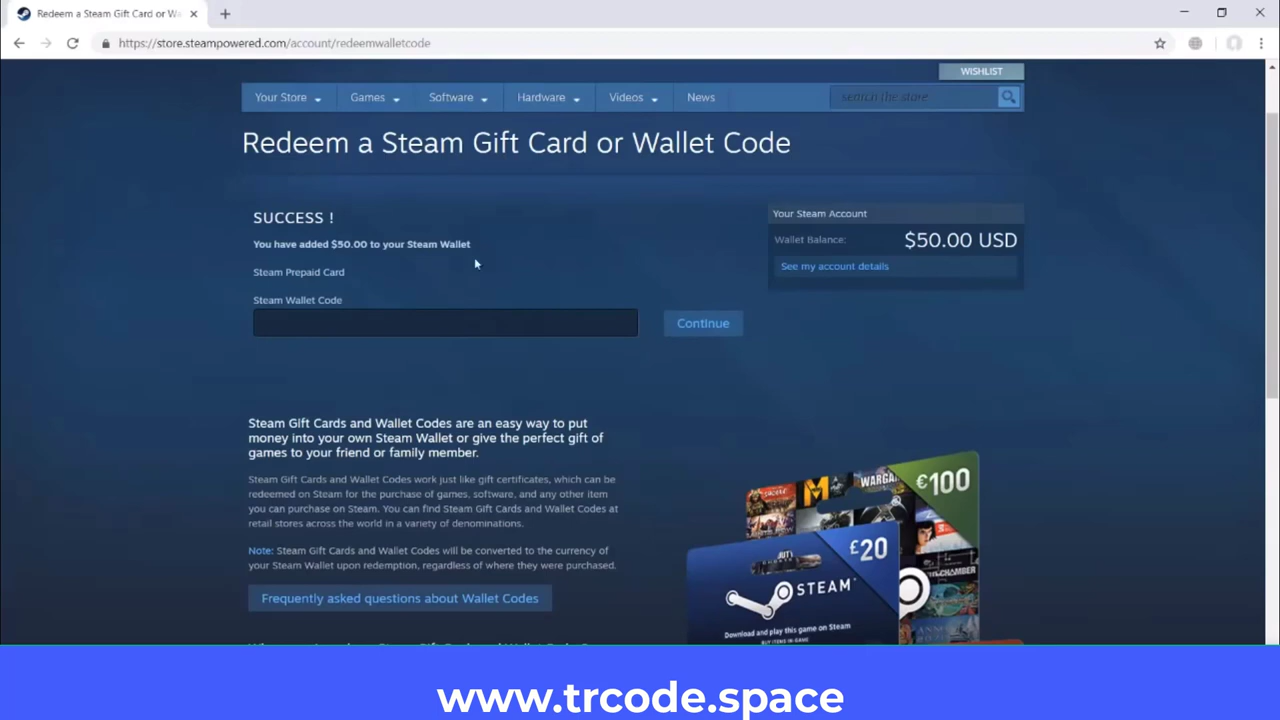 Redeem a Steam Gift Card or Wa
https://store.steampowered.com/account/redeemwalletcode
WISHLIST
Your Store
Games
Software
Hardware
Videos
News
search the store
Redeem a Steam Gift Card or Wallet Code
SUCCESS !
You have added $50.00 to your Steam Wallet
Steam Prepaid Card
Steam Wallet Code
Continue
Your Steam Account
Wallet Balance: $50.00 USD
See my account details
Steam Gift Cards and Wallet Codes are an easy way to put
money into your own Steam Wallet or give the perfect gift of
games to your friend or family member.
Steam Gift Cards and Wallet Codes work just like gift certificates, which can be
redeemed on Steam for the purchase of games, software, and any other item
you can purchase on Steam. You can find Steam Gift Cards and Wallet Codes at
retail stores across the world in a variety of denominations.
Note: Steam Gift Cards and Wallet Codes will be converted to the currency of
your Steam Wallet upon redemption, regardless of where they were purchased.
Frequently asked questions about Wallet Codes
€100
WARGA
£20
STEAM
Download and play this game on Steam
BUY ITEMS IN-GAME
www.trcode.space